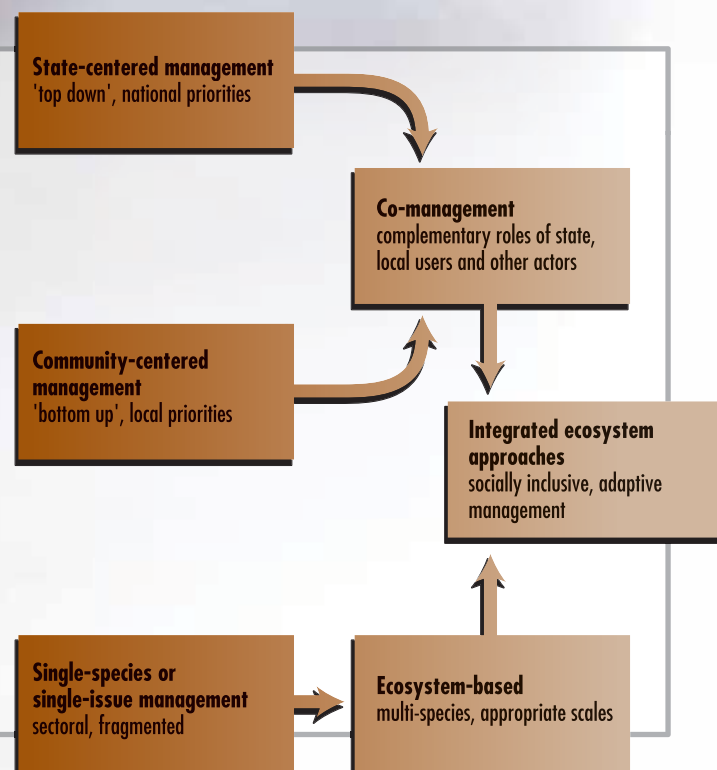 State-centered management
'top down', national priorities
Co-management
complementary roles of state,
local users and other actors
Community-centered
management
'bottom up', local priorities
Integrated ecosystem
approaches
socially inclusive, adaptive
management
Single-species or
single-issue management
sectoral, fragmented
Ecosystem-based
multi-species, appropriate scales